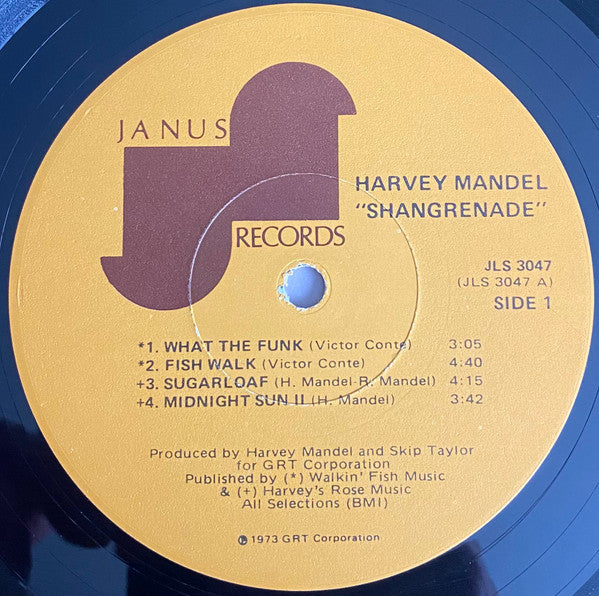 JANUS
RECORDS
HARVEY MANDEL
"SHANGRENADE"
JLS 3047
(JLS 3047 A)
SIDE 1
*1. WHAT THE FUNK (Victor Conte) 3:05
*2. FISH WALK (Victor Conte) 4:40
+3. SUGARLOAF (H. Mandel-R. Mandel) 4:15
+4. MIDNIGHT SUN II (H. Mandel) 3:42
Produced by Harvey Mandel and Skip Taylor
for GRT Corporation
Published by (*) Walkin' Fish Music
& (+) Harvey's Rose Music
All Selections (BMI)
℗ 1973 GRT Corporation